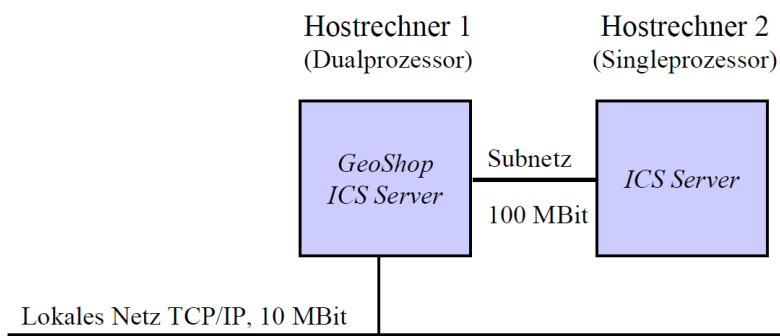 Hostrechner 1
(Dualprozessor)
Hostrechner 2
(Singleprozessor)
GeoShop
ICS Server
Subnetz
100 MBit
ICS Server
Lokales Netz TCP/IP, 10 MBit